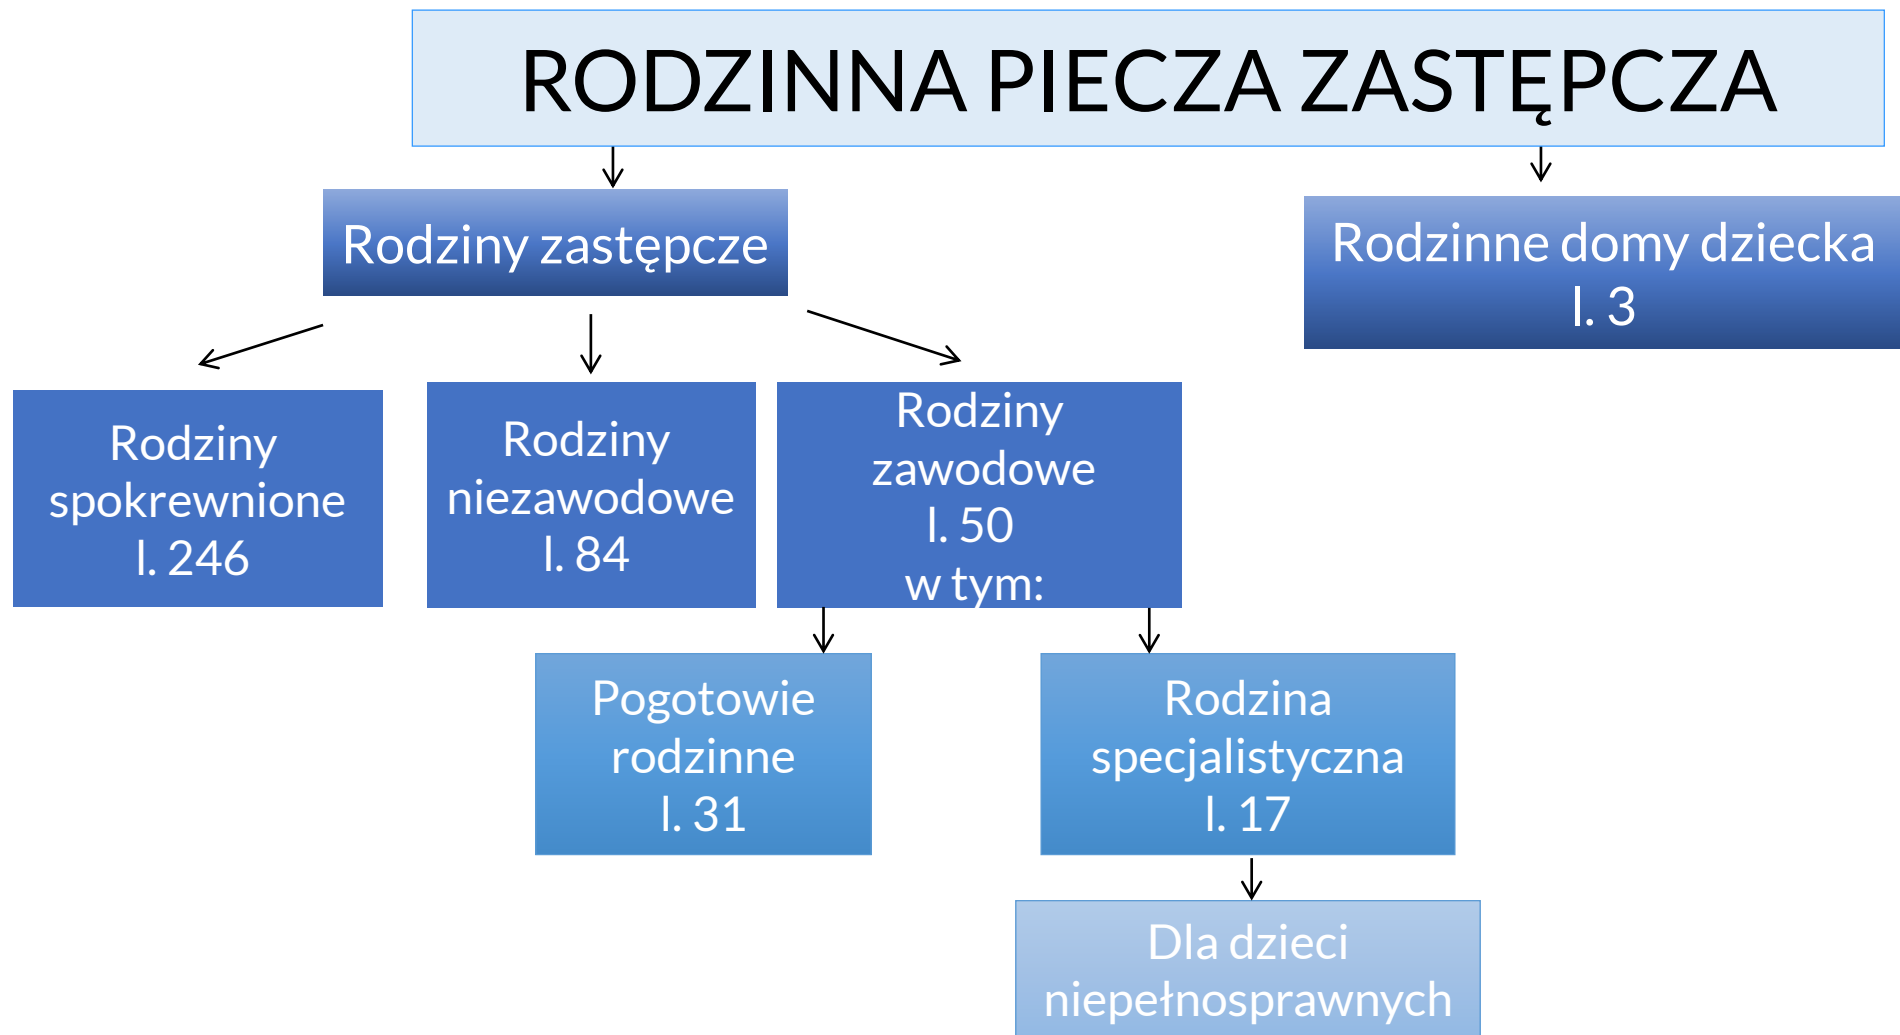 RODZINNA PIECZA ZASTĘPCZA
Rodziny zastępcze
Rodzinne domy dziecka
l. 3
Rodziny
spokrewnione
l. 246
Rodziny
niezawodowe
l. 84
Rodziny
zawodowe
l. 50
w tym:
Pogotowie
rodzinne
l. 31
Rodzina
specjalistyczna
l. 17
Dla dzieci
niepełnosprawnych